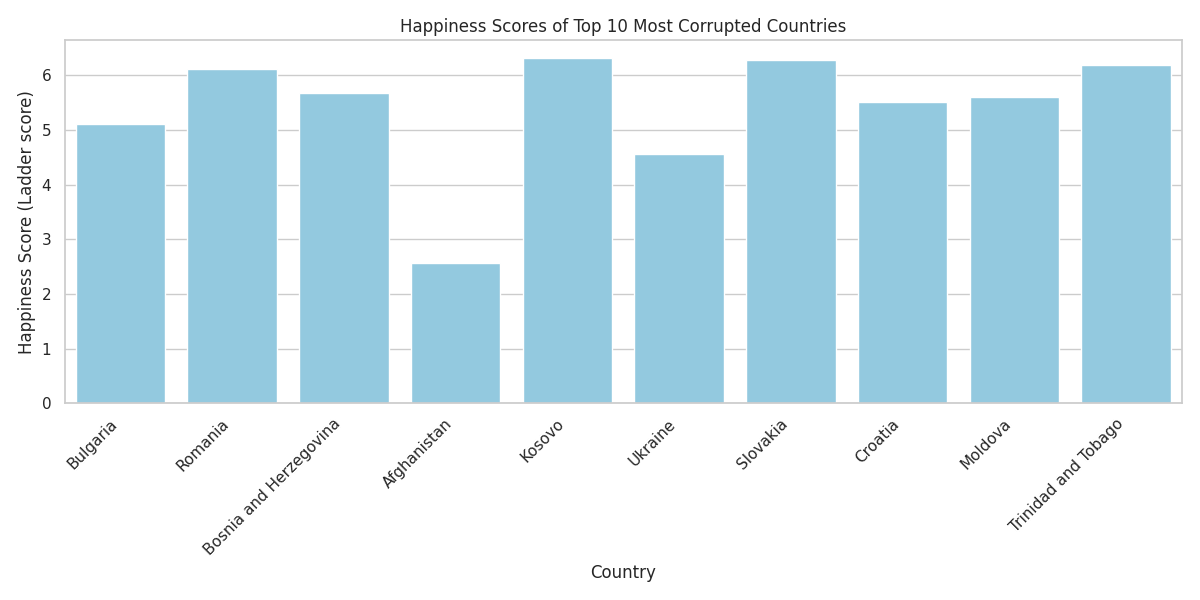 Happiness Scores of Top 10 Most Corrupted Countries
Happiness Score (Ladder score)
6
5
4
3
2
1
0
Bulgaria
Romania
Bosnia and Herzegovina
Afghanistan
Kosovo
Ukraine
Slovakia
Croatia
Moldova
Trinidad and Tobago
Country